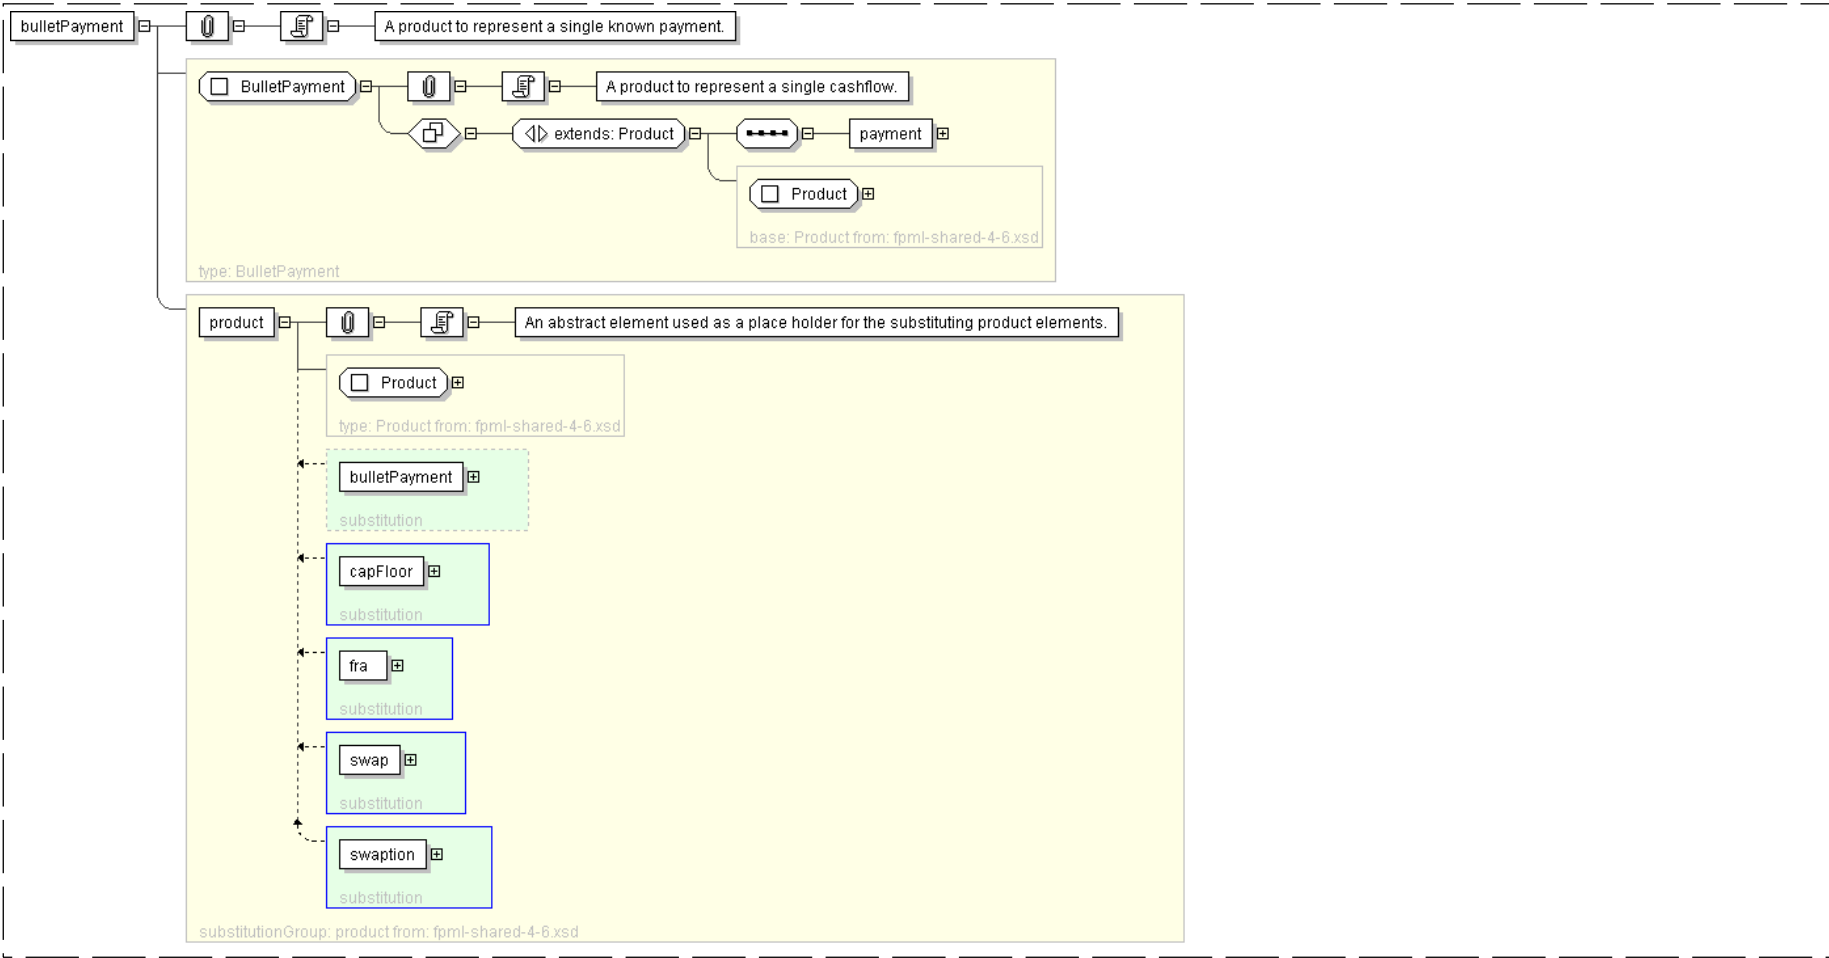 bulletPayment
A product to represent a single known payment.
BulletPayment
A product to represent a single cashflow.
extends: Product
payment
Product
base: Product from: fpml-shared-4-6.xsd
type: BulletPayment
product
An abstract element used as a place holder for the substituting product elements.
Product
type: Product from: fpml-shared-4-6.xsd
bulletPayment
substitution
capFloor
substitution
fra
substitution
swap
substitution
swaption
substitution
substitutionGroup: product from: fpml-shared-4-6.xsd